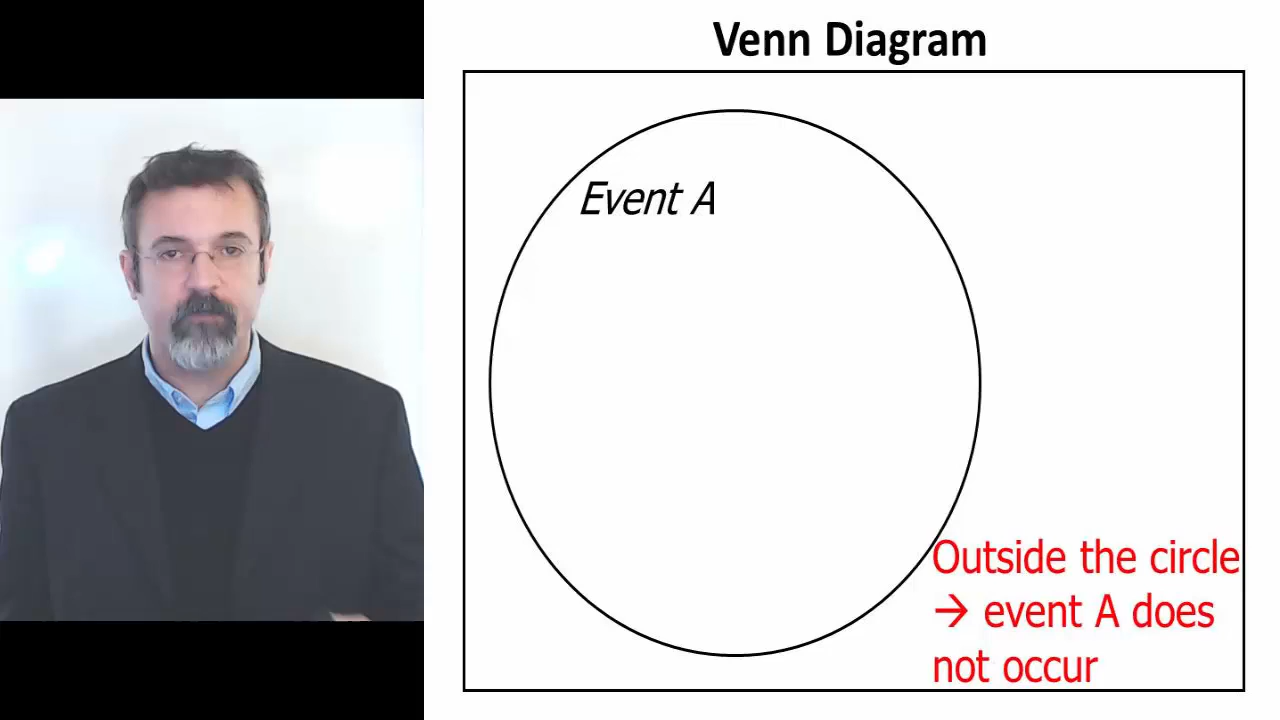 Venn Diagram
Event A
Outside the circle
→ event A does
not occur